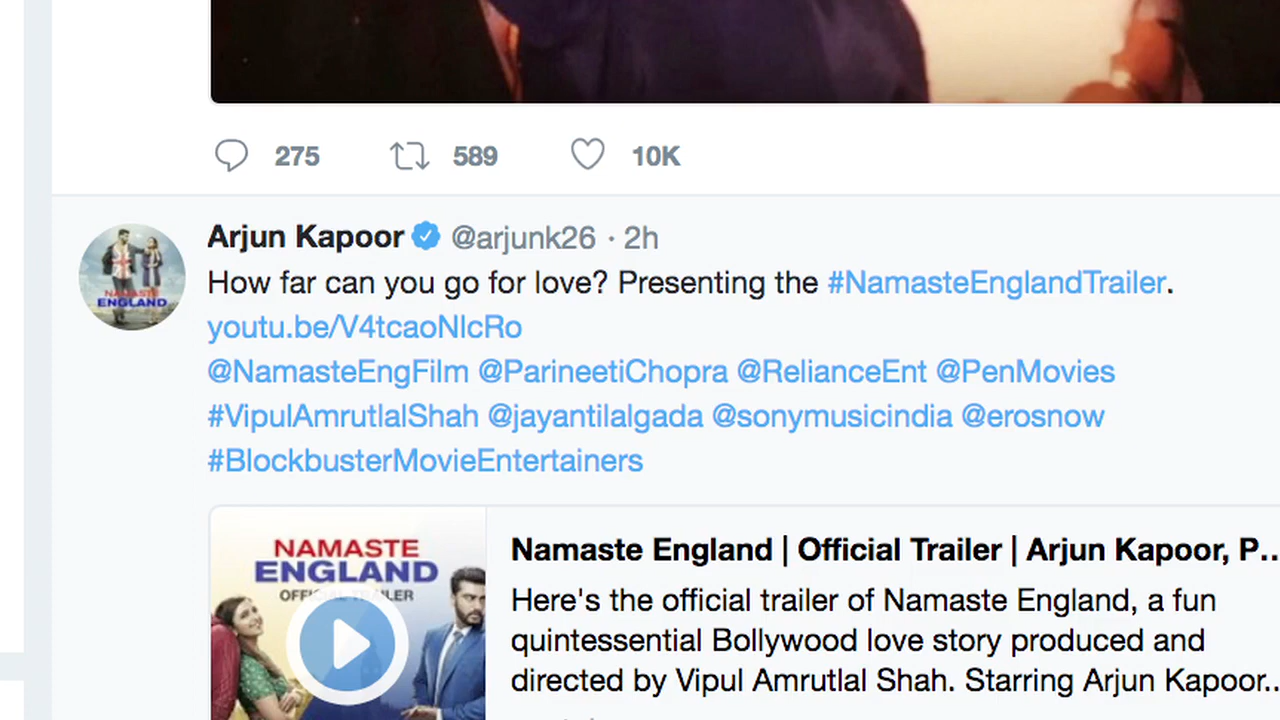 275 589 10K
Arjun Kapoor @arjunk26 · 2h
How far can you go for love? Presenting the #NamasteEnglandTrailer.
youtu.be/V4tcaoNlcRo
@NamasteEngFilm @ParineetiChopra @RelianceEnt @PenMovies
#VipulAmrutlalShah @jayantilalgada @sonymusicindia @erosnow
#BlockbusterMovieEntertainers
NAMASTE
ENGLAND
NAMASTE
ENGLAND
OFFICIAL TRAILER
Namaste England | Official Trailer | Arjun Kapoor, P...
Here's the official trailer of Namaste England, a fun
quintessential Bollywood love story produced and
directed by Vipul Amrutlal Shah. Starring Arjun Kapoor...